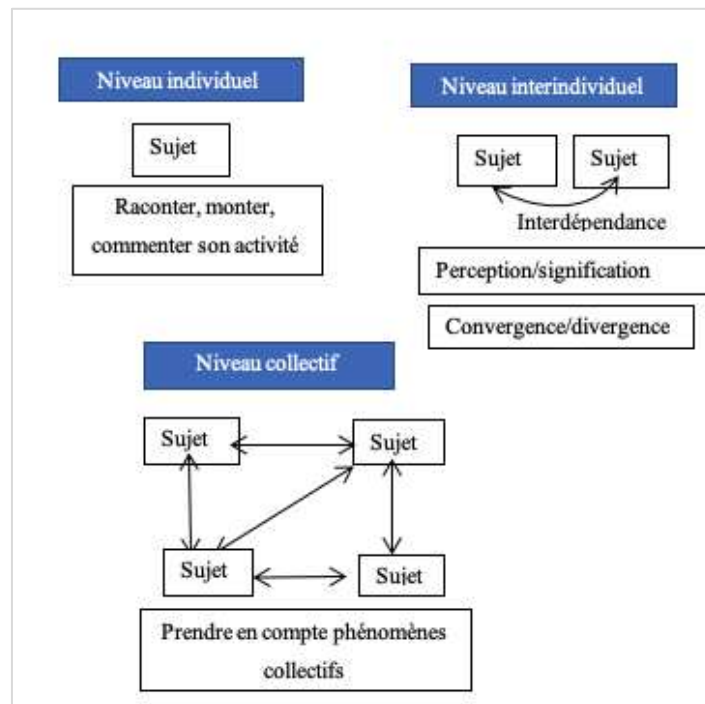 Niveau individuel
Sujet
Raconter, monter,
commenter son activité
Niveau interindividuel
Sujet Sujet
Interdépendance
Perception/signification
Convergence/divergence
Niveau collectif
Sujet Sujet
Sujet Sujet
Prendre en compte phénomènes
collectifs